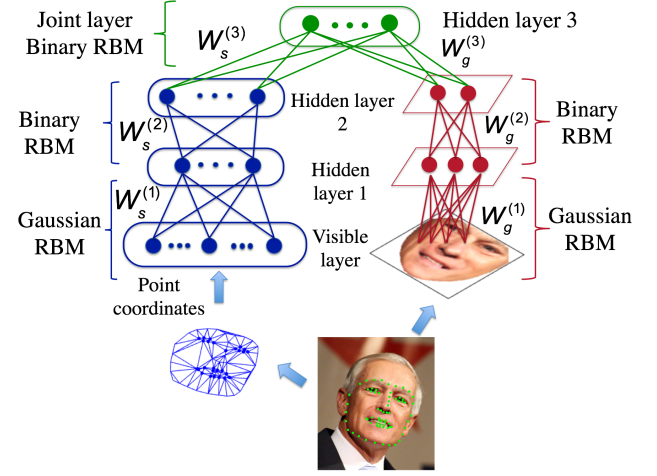 Joint layer
Binary RBM
W_s^(3)
Hidden layer 3
W_g^(3)
Binary
RBM
W_s^(2)
Hidden layer
2
W_g^(2)
Binary
RBM
Hidden
layer 1
Gaussian
RBM
W_s^(1)
Visible
layer
W_g^(1)
Gaussian
RBM
Point
coordinates